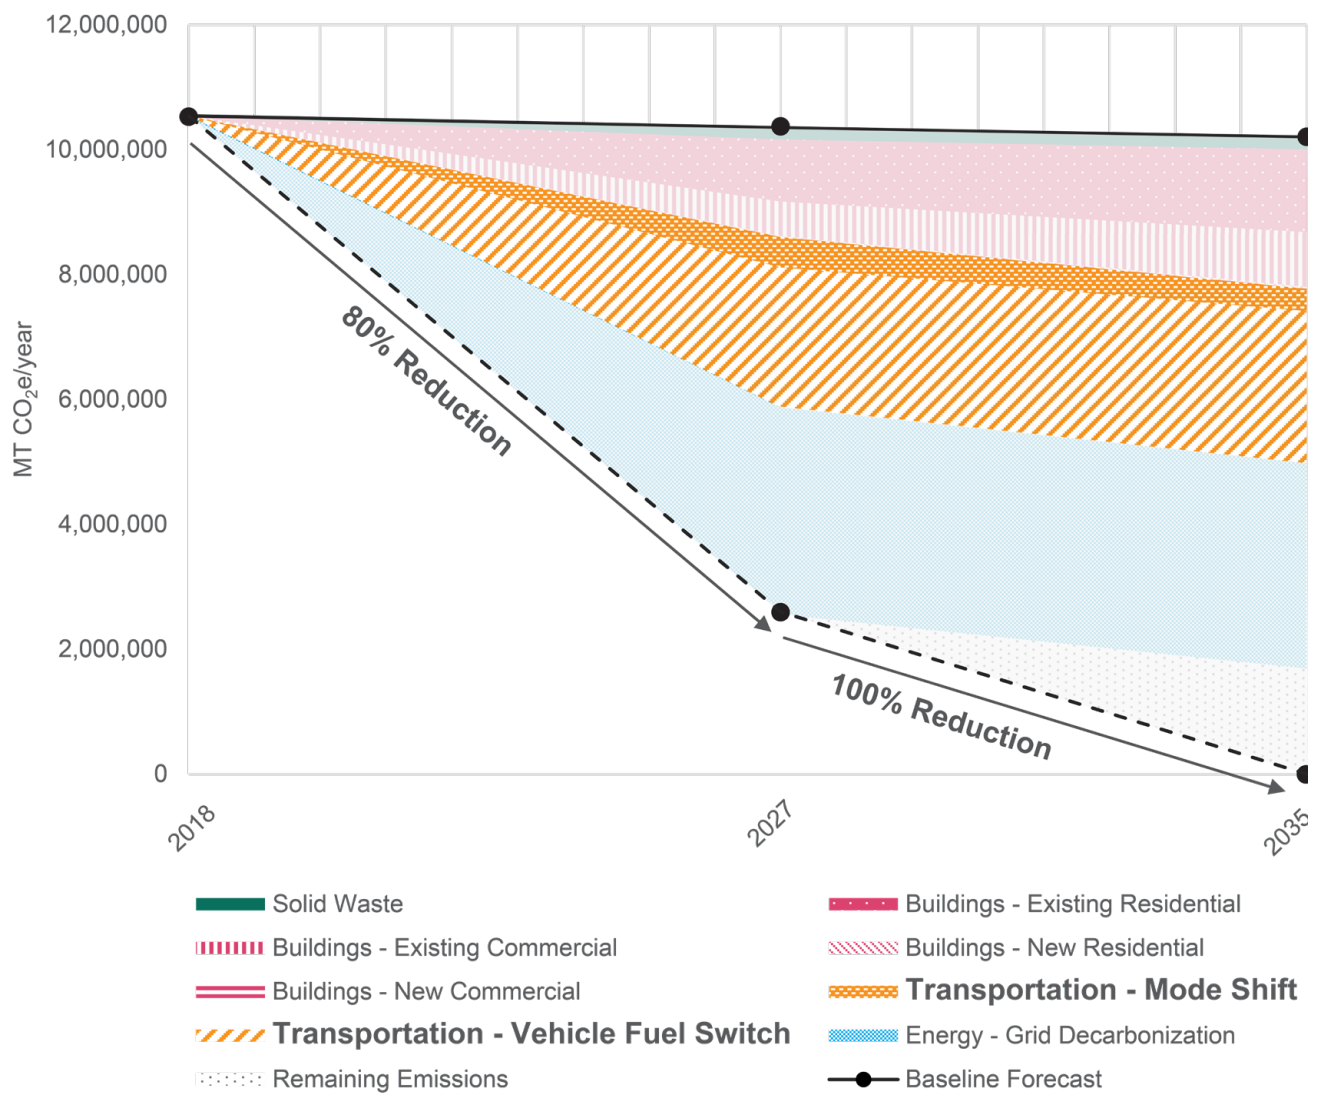 12,000,000
10,000,000
8,000,000
6,000,000
4,000,000
2,000,000
0
MT CO₂e/year
80% Reduction
100% Reduction
2018
2027
2035
Solid Waste
Buildings - Existing Residential
Buildings - Existing Commercial
Buildings - New Residential
Buildings - New Commercial
Transportation - Mode Shift
Transportation - Vehicle Fuel Switch
Energy - Grid Decarbonization
Remaining Emissions
Baseline Forecast